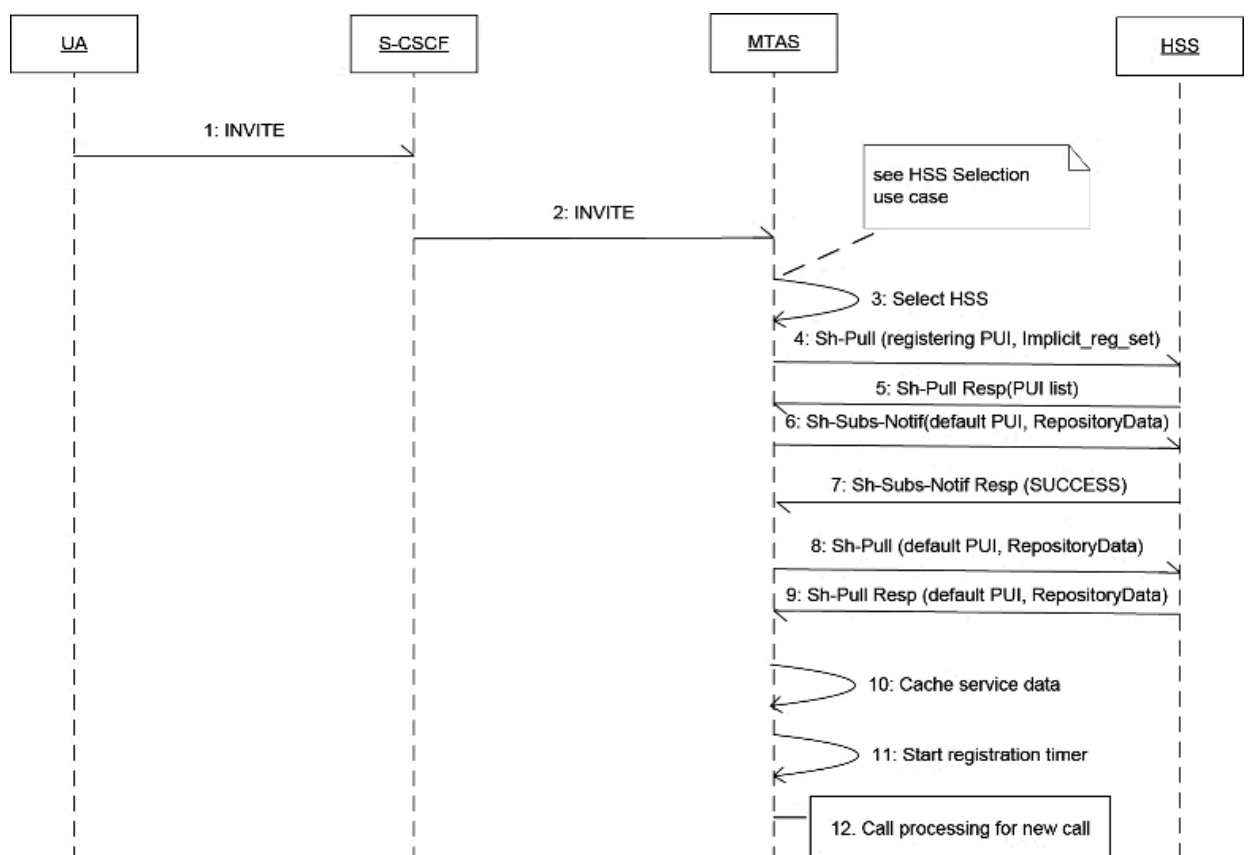 UA
S-CSCF
MTAS
HSS
1: INVITE
see HSS Selection
use case
2: INVITE
3: Select HSS
4: Sh-Pull (registering PUI, Implicit_reg_set)
5: Sh-Pull Resp(PUI list)
6: Sh-Subs-Notif(default PUI, RepositoryData)
7: Sh-Subs-Notif Resp (SUCCESS)
8: Sh-Pull (default PUI, RepositoryData)
9: Sh-Pull Resp (default PUI, RepositoryData)
10: Cache service data
11: Start registration timer
12. Call processing for new call